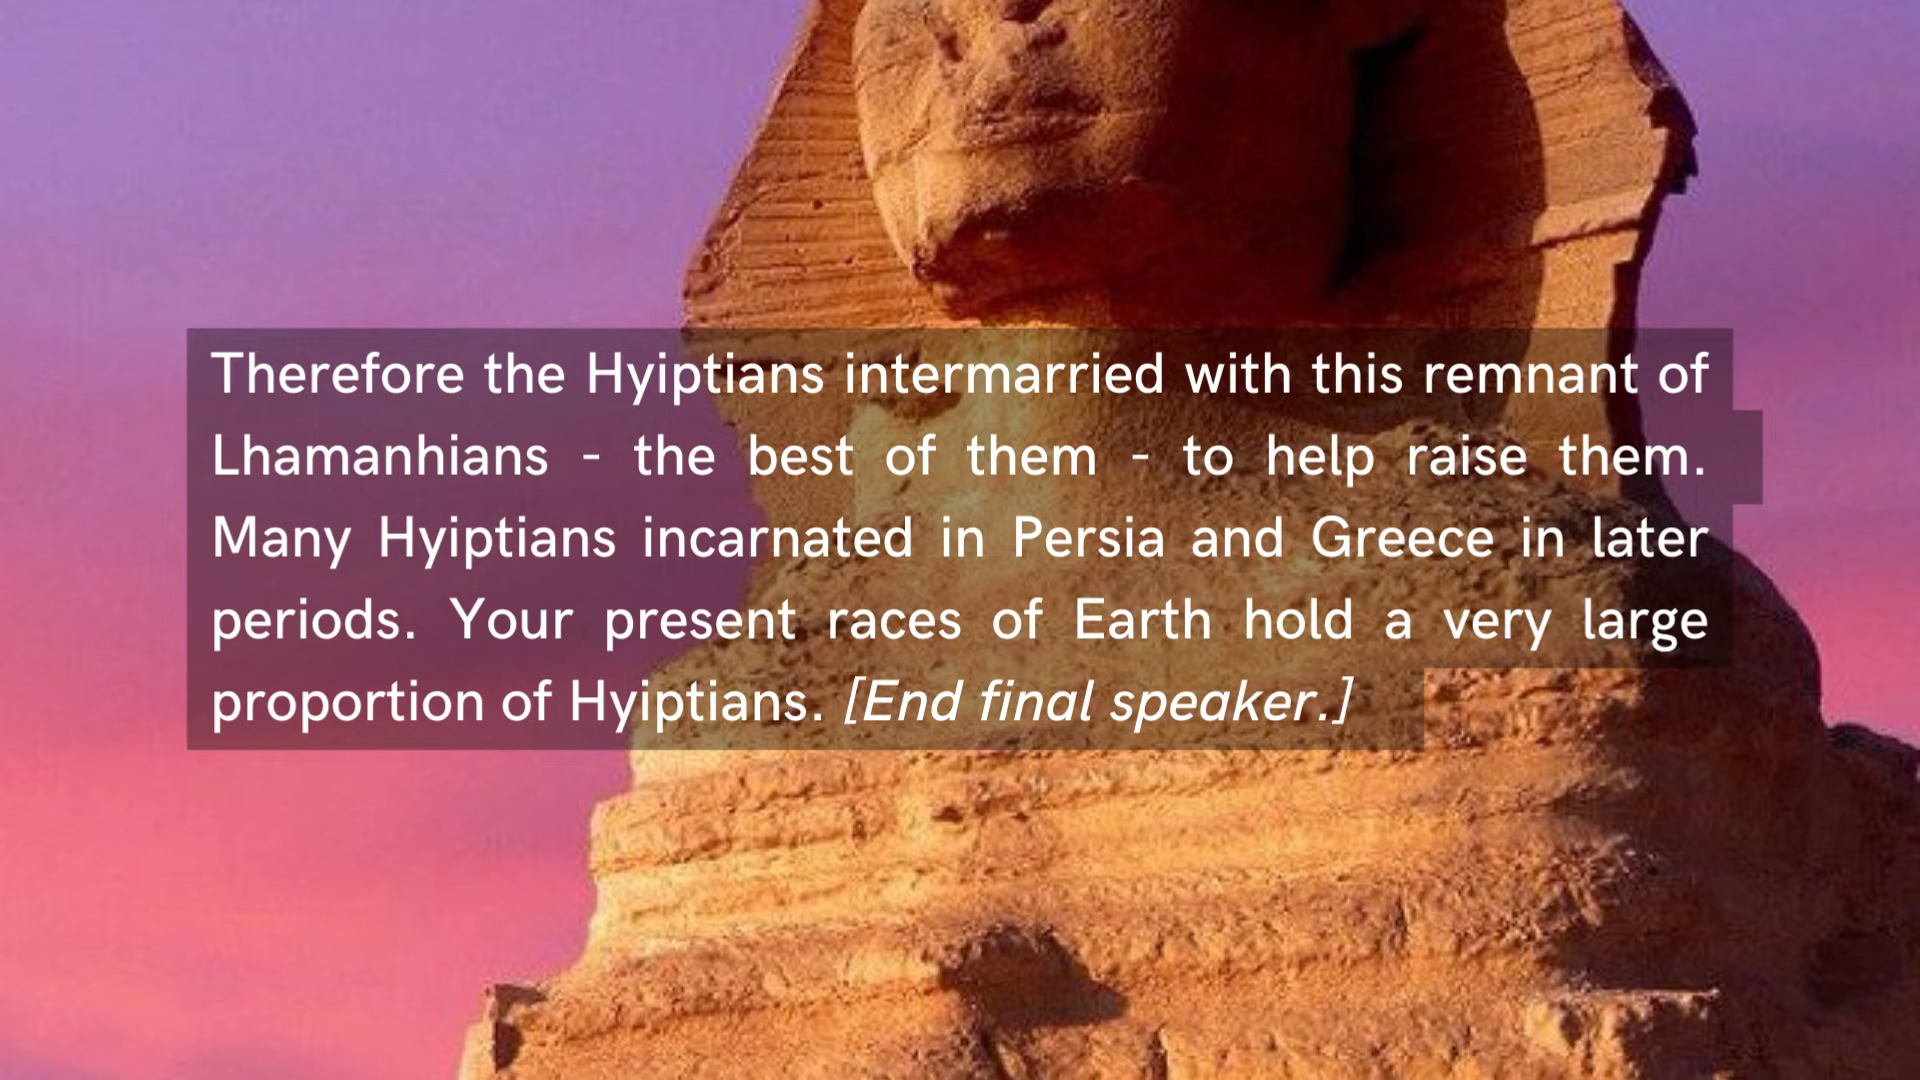 Therefore the Hyiptians intermarried with this remnant of
Lhamanhians - the best of them - to help raise them.
Many Hyiptians incarnated in Persia and Greece in later
periods. Your present races of Earth hold a very large
proportion of Hyiptians. [End final speaker.]